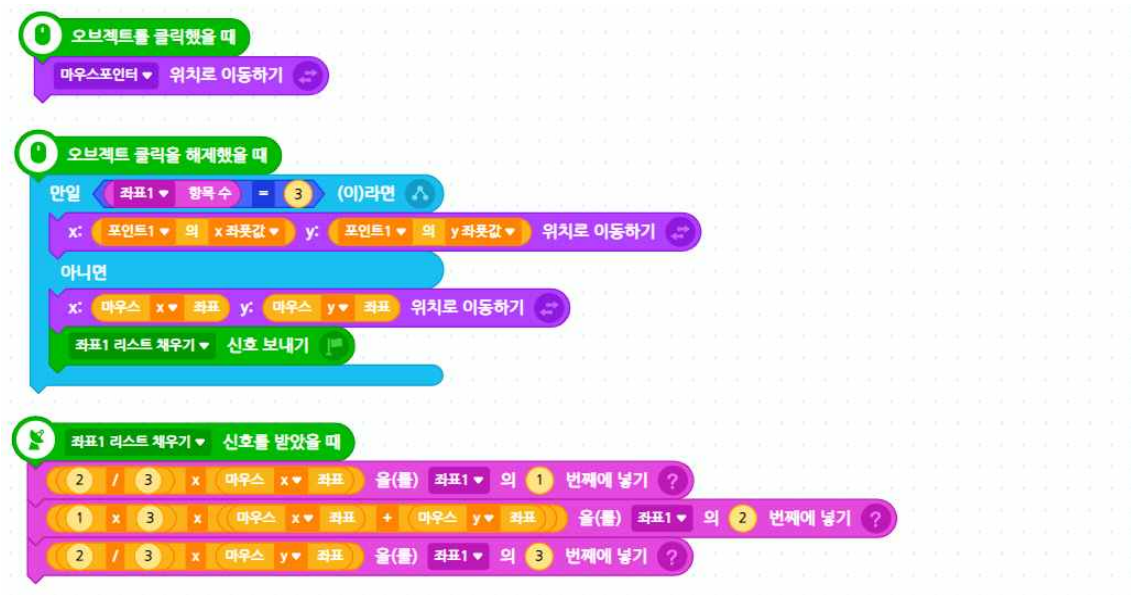 오브젝트를 클릭했을 때
마우스포인터 ▼ 위치로 이동하기
오브젝트 클릭을 해제했을 때
만일 좌표1 ▼ 항목 수 = 3 (이)라면
x: 포인트1 ▼ 의 x 좌푯값 ▼ y: 포인트1 ▼ 의 y 좌푯값 ▼ 위치로 이동하기
아니면
x: 마우스 x ▼ 좌표 y: 마우스 y ▼ 좌표 위치로 이동하기
좌표1 리스트 채우기 ▼ 신호 보내기
좌표1 리스트 채우기 ▼ 신호를 받았을 때
2 / 3 x 마우스 x ▼ 좌표 을(를) 좌표1 ▼ 의 1 번째에 넣기 ?
1 x 3 x 마우스 x ▼ 좌표 + 마우스 y ▼ 좌표 을(를) 좌표1 ▼ 의 2 번째에 넣기 ?
2 / 3 x 마우스 y ▼ 좌표 을(를) 좌표1 ▼ 의 3 번째에 넣기 ?